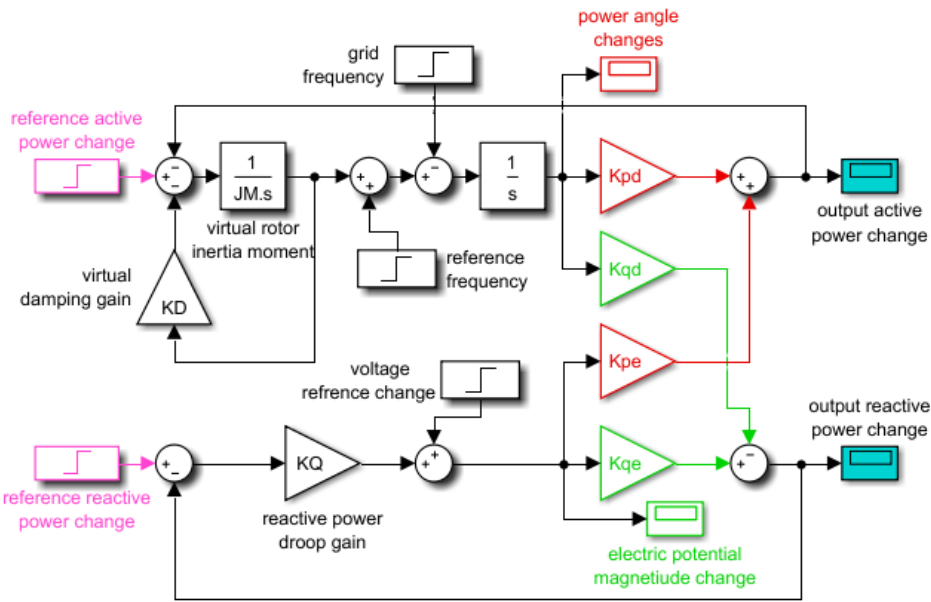 power angle
changes
grid
frequency
reference active
power change
+
−
−
1
JM.s
virtual rotor
inertia moment
+
+
+
−
1
s
Kpd
+
+
output active
power change
reference
frequency
virtual
damping gain
KD
Kqd
Kpe
voltage
refrence change
output reactive
power change
+
−
KQ
+
+
Kqe
+
−
reference reactive
power change
reactive power
droop gain
electric potential
magnetiude change